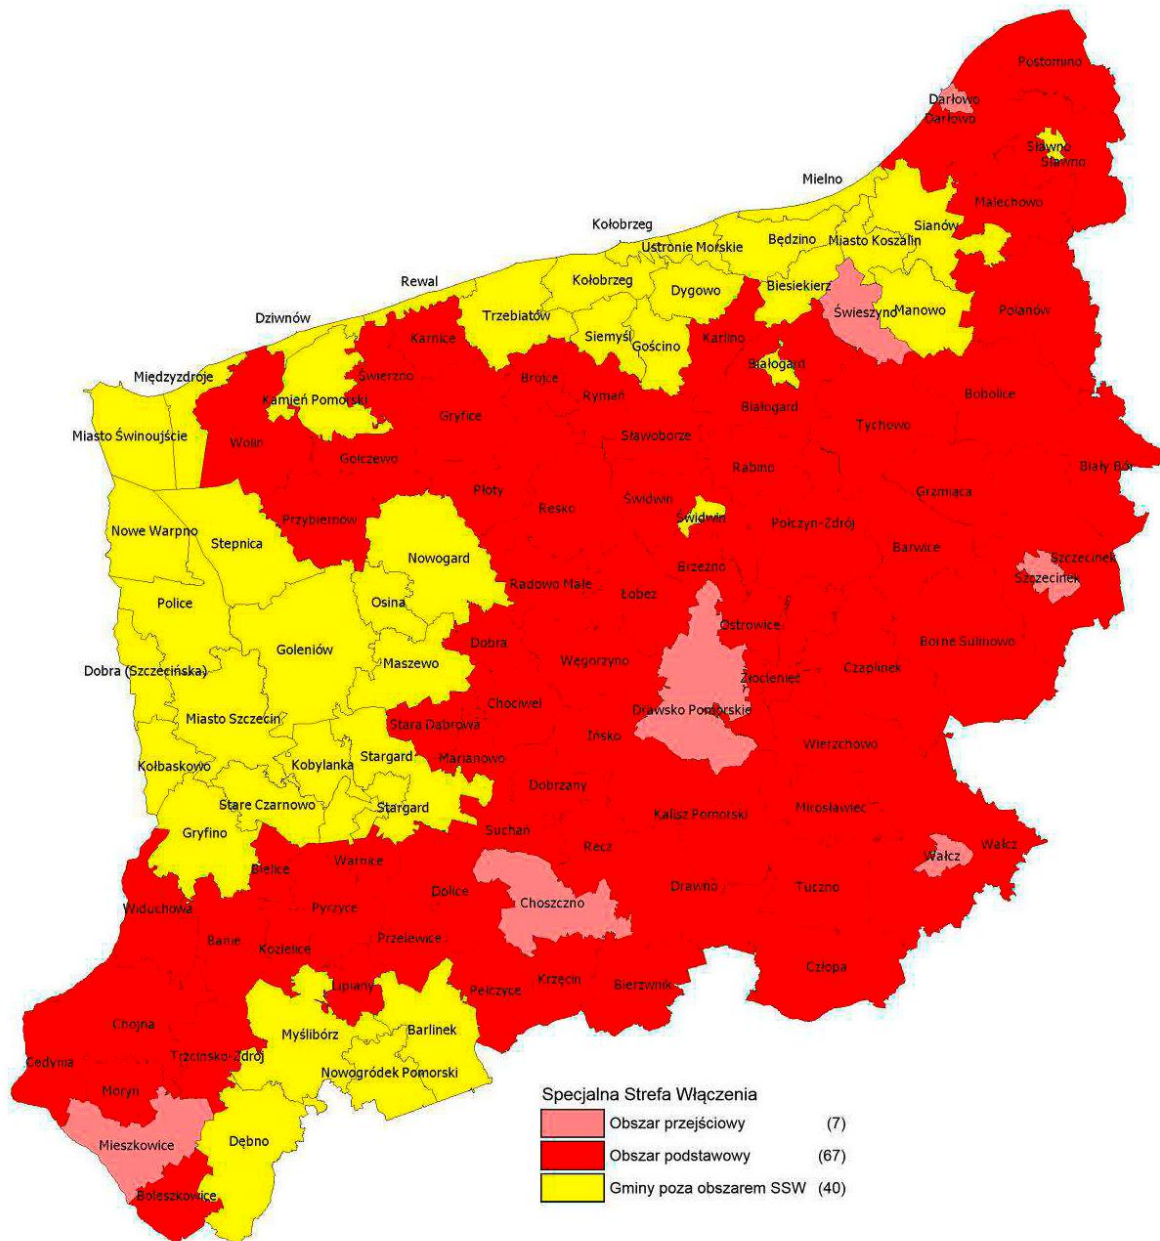 Postomino
Darłowo
Darłowo
Sławno
Sławno
Mielno
Malechowo
Kołobrzeg
Sianów
Ustronie Morskie
Będzino
Miasto Koszalin
Rewal
Kołobrzeg
Dygowo
Biesiekierz
Manowo
Polanów
Dziwnów
Trzebiatów
Świeszyno
Siemyśl
Gościno
Karlino
Karnice
Międzyzdroje
Świerzno
Brojce
Białogard
Kamień Pomorski
Rymań
Bobolice
Gryfice
Białogard
Tychowo
Miasto Świnoujście
Wolin
Sławoborze
Gołczewo
Rabino
Biały Bór
Płoty
Świdwin
Grzmiąca
Resko
Przybiernów
Świdwin
Połczyn-Zdrój
Nowe Warpno
Stepnica
Barwice
Nowogard
Szczecinek
Brzeżno
Szczecinek
Radowo Małe
Łobez
Police
Osina
Ostrowice
Dobra
Borne Sulinowo
Goleniów
Węgorzyno
Maszewo
Czaplinek
Dobra (Szczecińska)
Złocieniec
Chociwel
Drawsko Pomorskie
Miasto Szczecin
Stara Dąbrowa
Ińsko
Wierzchowo
Stargard
Marianowo
Kołbaskowo
Kobylanka
Dobrzany
Stare Czarnowo
Stargard
Kalisz Pomorski
Mirosławiec
Gryfino
Suchań
Recz
Wałcz
Wałcz
Warnice
Bielice
Drawno
Tuczno
Dolice
Choszczno
Widuchowa
Pyrzyce
Banie
Kozielice
Przelewice
Człopa
Krzęcin
Bierzwnik
Lipiany
Pełczyce
Chojna
Myślibórz
Barlinek
Trzcińsko-Zdrój
Cedynia
Nowogródek Pomorski
Moryń
Mieszkowice
Dębno
Boleszkowice
Specjalna Strefa Włączenia
Obszar przejściowy (7)
Obszar podstawowy (67)
Gminy poza obszarem SSW (40)